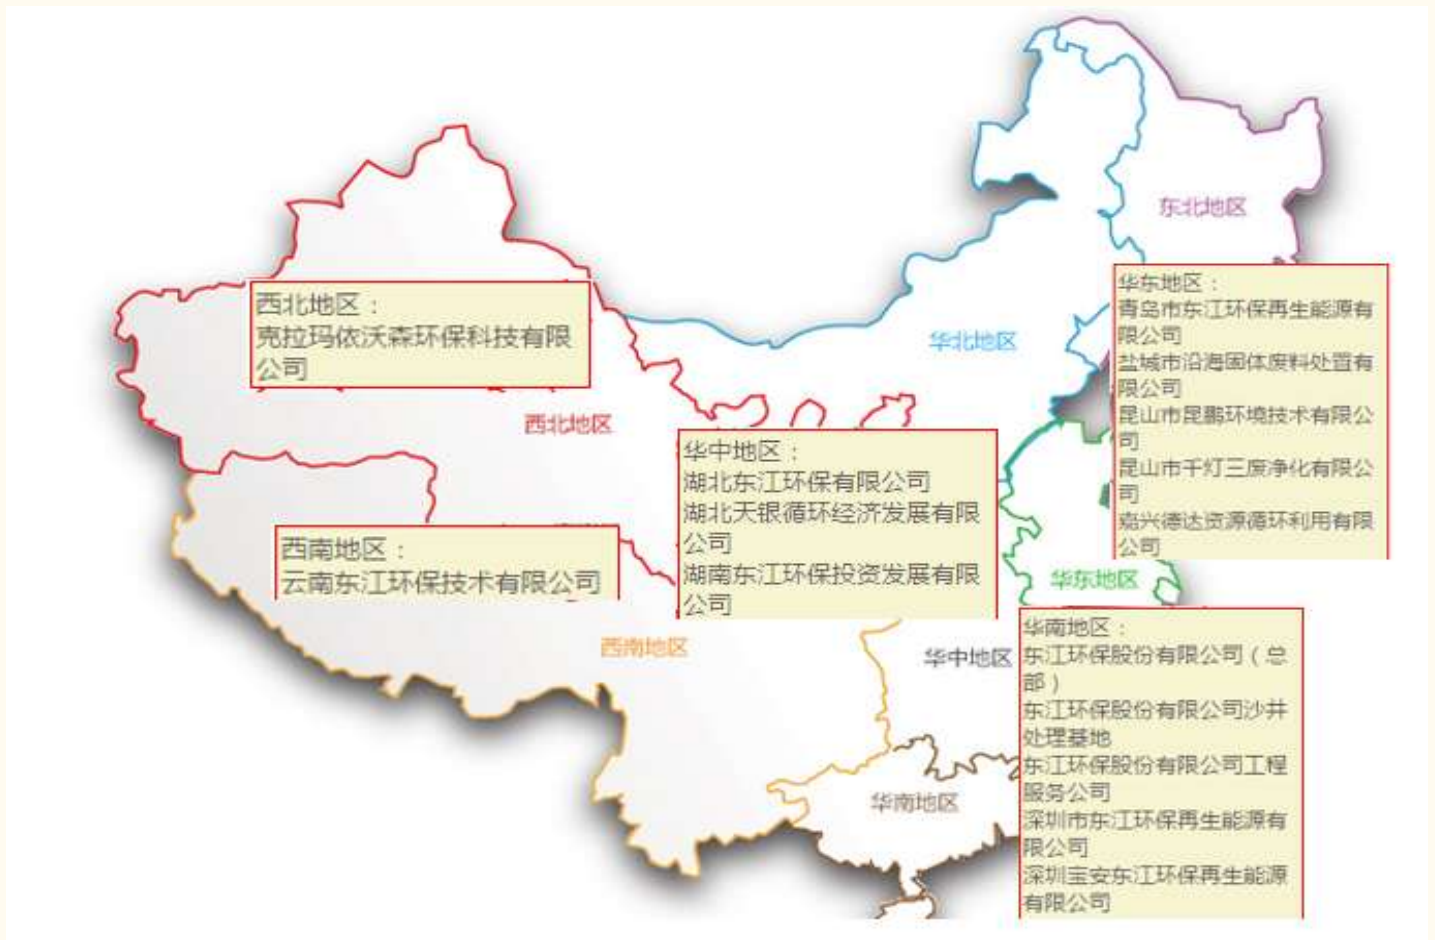 东北地区
华东地区：
青岛市东江环保再生能源有
限公司
盐城市沿海固体废料处置有
限公司
昆山市昆鹏环境技术有限公
司
昆山市千灯三废净化有限公
司
嘉兴德达资源循环利用有限
公司
西北地区：
克拉玛依沃森环保科技有限
公司
华北地区
西北地区
华中地区：
湖北东江环保有限公司
湖北天银循环经济发展有限
公司
湖南东江环保投资发展有限
公司
西南地区：
云南东江环保技术有限公司
华东地区
西南地区
华中地区
华南地区：
东江环保股份有限公司（总
部）
东江环保股份有限公司沙井
处理基地
东江环保股份有限公司工程
服务公司
深圳市东江环保再生能源有
限公司
深圳宝安东江环保再生能源
有限公司
华南地区